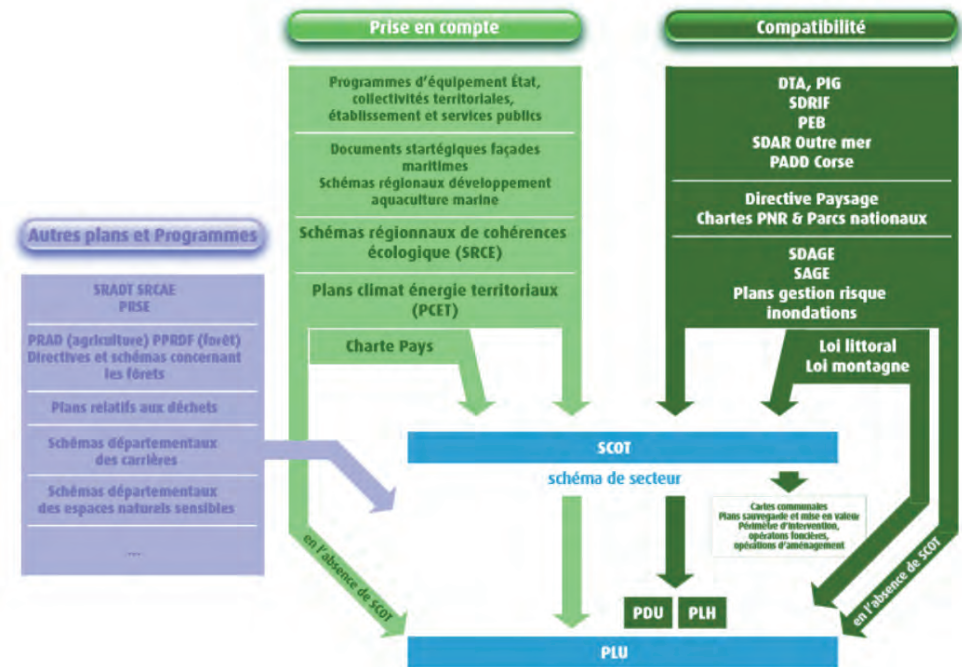 Prise en compte
Programmes d'équipement État,
collectivités territoriales,
établissement et services publics
Documents startégiques façades
maritimes
Schémas régionaux développement
aquaculture marine
Schémas régionnaux de cohérences
écologique (SRCE)
Plans climat énergie territoriaux
(PCET)
Charte Pays
Compatibilité
DTA, PIG
SDRIF
PEB
SDAR Outre mer
PADD Corse
Directive Paysage
Chartes PNR & Parcs nationaux
SDAGE
SAGE
Plans gestion risque
inondations
Loi littoral
Loi montagne
Autres plans et Programmes
SRADT SRCAE
PRSE
PRAD (agriculture) PPRDF (forêt)
Directives et schémas concernant
les fôrets
Plans relatifs aux déchets
Schémas départementaux
des carrières
Schémas départementaux
des espaces naturels sensibles
....
SCOT
schéma de secteur
Cartes communales
Plans sauvegarde et mise en valeur
Périmètre d'intervention,
opératons foncières,
opérations d'aménagement
en l'absence de SCOT
en l'absence de SCOT
PDU
PLH
PLU